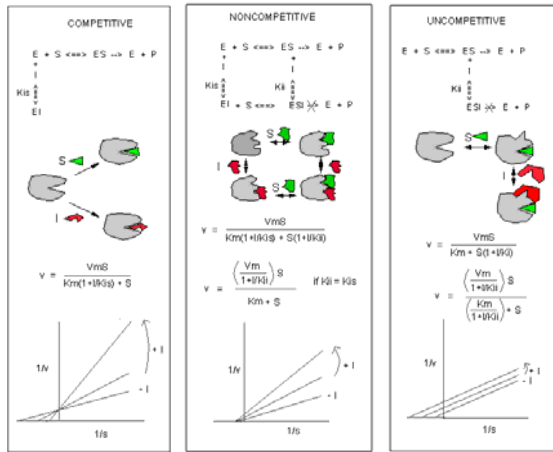 COMPETITIVE
E + S <==> ES --> E + P
+
I
Kis
EI
S
I
v = VmS
Km(1+I/Kis) + S
1/v
+ I
- I
1/s
NONCOMPETITIVE
E + S <==> ES --> E + P
+ +
I I
Kis Kii
EI + S <==> ESI --> E + P
S
I I
S
v = VmS
Km(1+I/Kis) + S(1+I/Kii)
v = (Vm
1+I/Kii) S if Kii = Kis
Km + S
1/v
+ I
- I
1/s
UNCOMPETITIVE
E + S <==> ES --> E + P
+
I
Kii
ESI --> E + P
S
I
v = VmS
Km + S(1+I/Kii)
v = (Vm
1+I/Kii) S
(Km
1+I/Kii) + S
1/v
+ I
- I
1/s